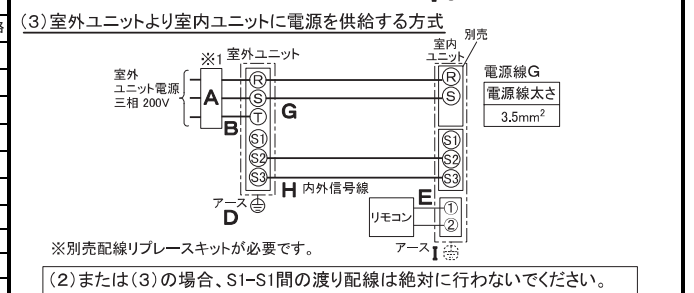 (3)室外ユニットより室内ユニットに電源を供給する方式
別売
※1
室外ユニット
室内
ユニット
室外
ユニット電源
三相 200V
A
B
R
S
T
S1
S2
S3
G
H 内外信号線
アース
D
R
S
S1
S2
S3
E
リモコン
①
②
アース I
電源線G
電源線太さ
3.5mm²
※別売配線リプレースキットが必要です。
(2)または(3)の場合、S1-S1間の渡り配線は絶対に行わないでください。